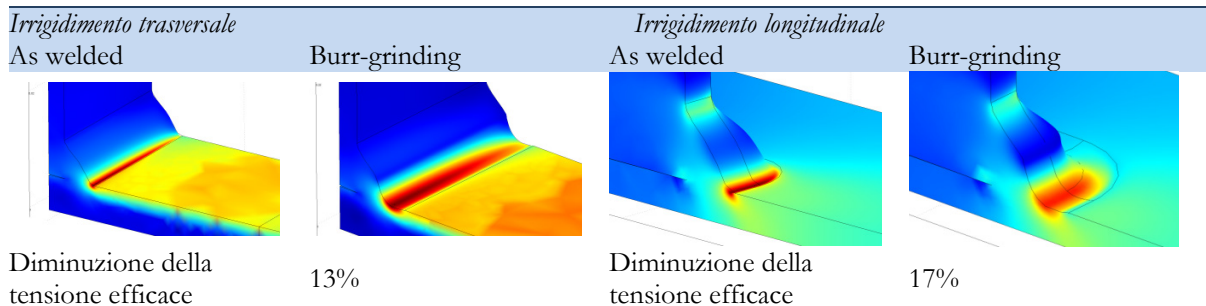 Irrigidimento trasversale Irrigidimento longitudinale
As welded Burr-grinding As welded Burr-grinding
Diminuzione della
tensione efficace
13%
Diminuzione della
tensione efficace
17%